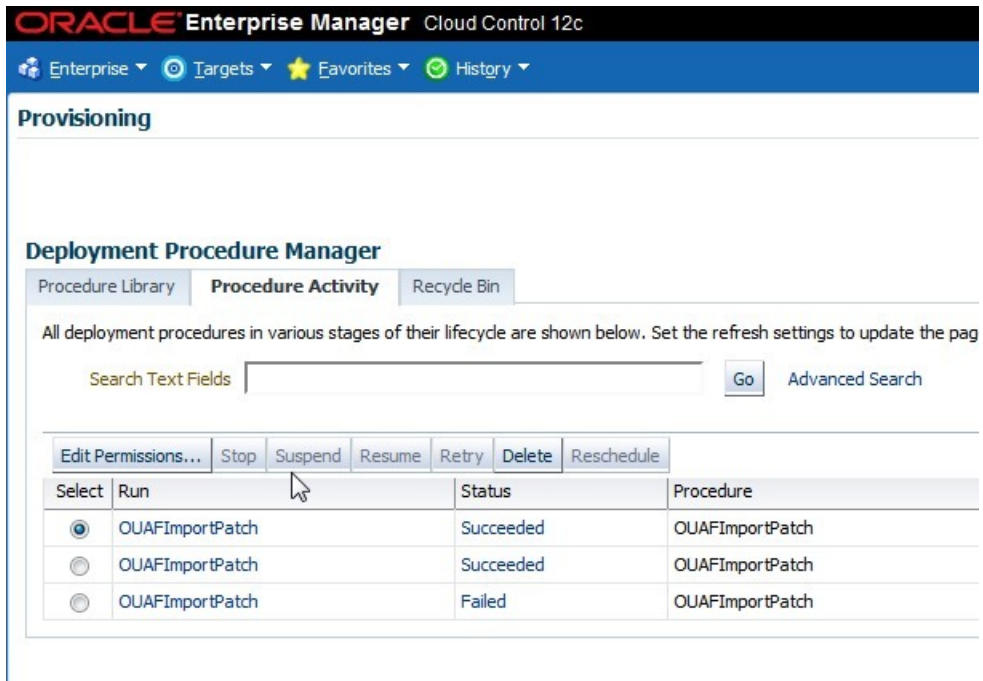 ORACLE Enterprise Manager Cloud Control 12c
Enterprise Targets Favorites History
Provisioning
Deployment Procedure Manager
Procedure Library Procedure Activity Recycle Bin
All deployment procedures in various stages of their lifecycle are shown below. Set the refresh settings to update the pag
Search Text Fields Go Advanced Search
Edit Permissions... Stop Suspend Resume Retry Delete Reschedule
Select Run Status Procedure
OUAFImportPatch Succeeded OUAFImportPatch
OUAFImportPatch Succeeded OUAFImportPatch
OUAFImportPatch Failed OUAFImportPatch